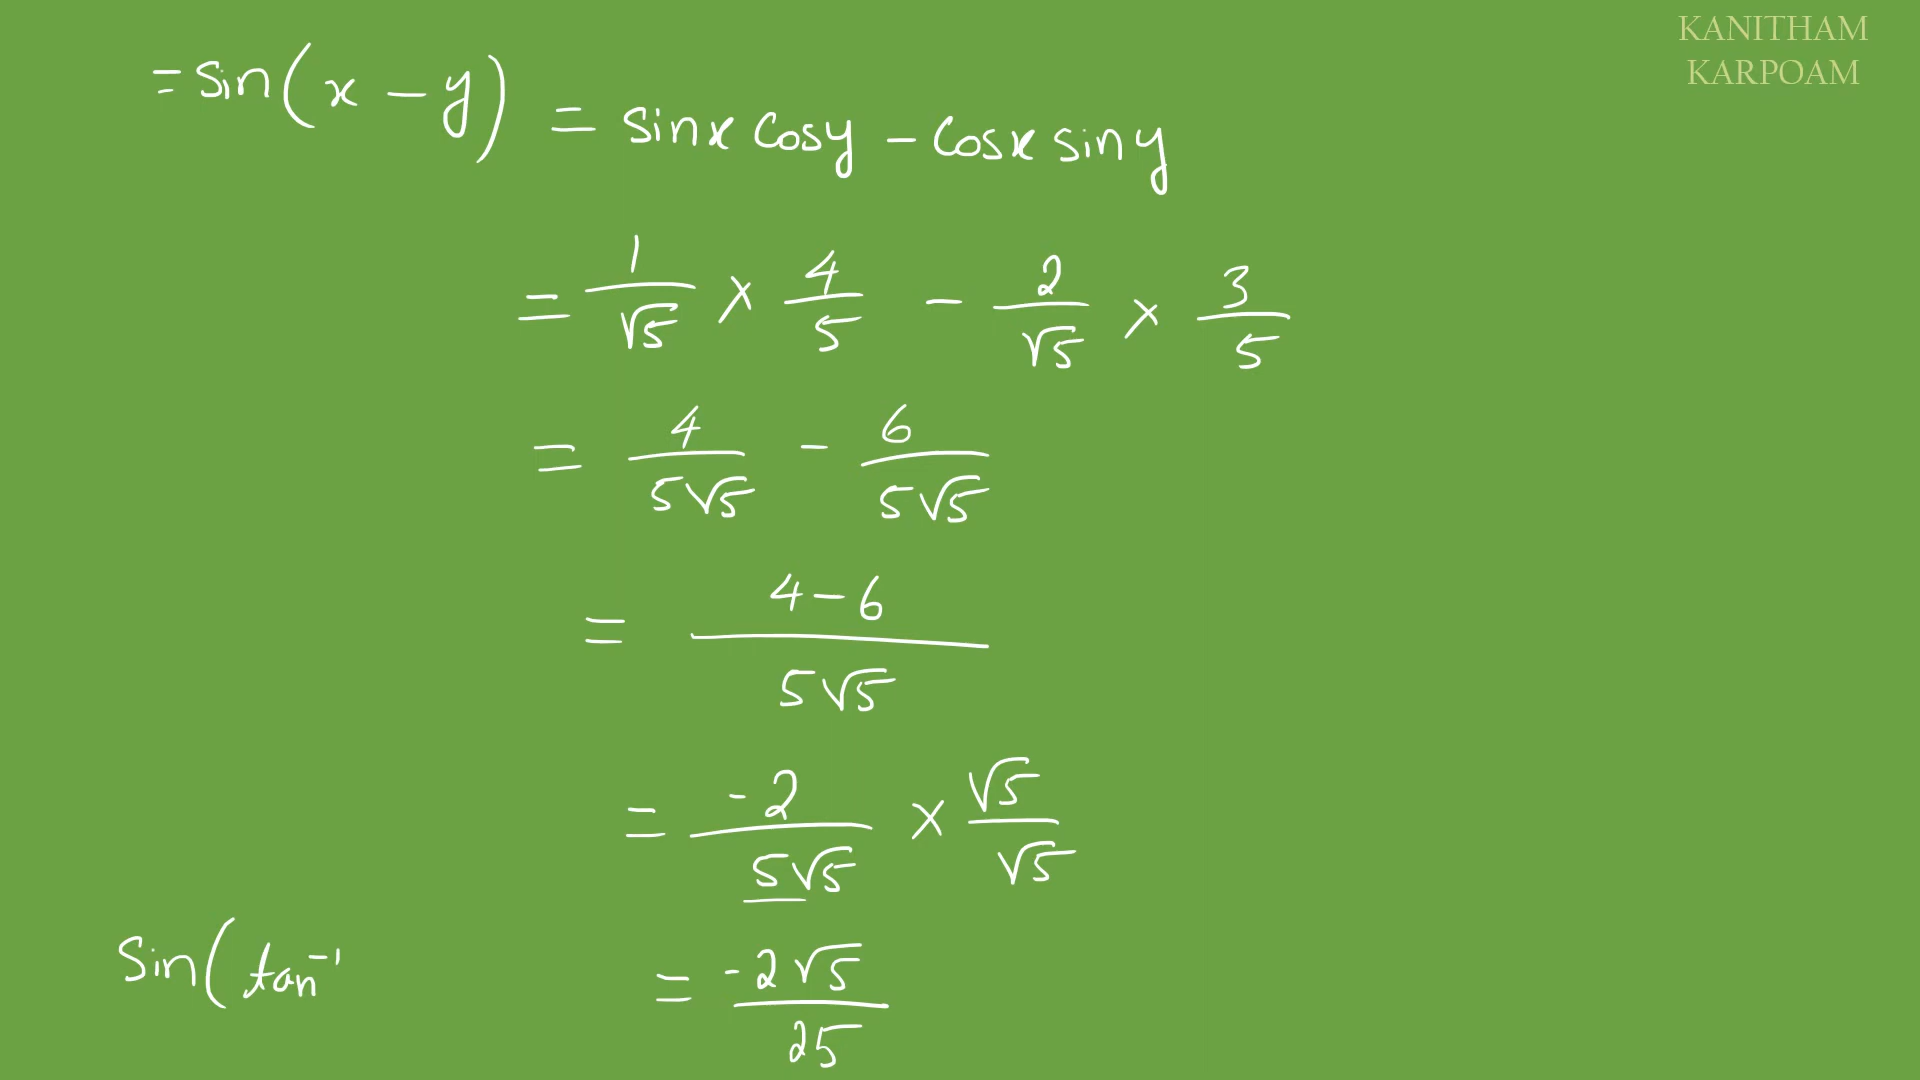 KANITHAM
KARPOAM
= sin(x - y) = sinx cosy - cosx siny
= 1/√5 × 4/5 - 2/√5 × 3/5
= 4/5√5 - 6/5√5
= 4-6/5√5
= -2/5√5 × √5/√5
Sin(tan⁻¹ = -2√5/25